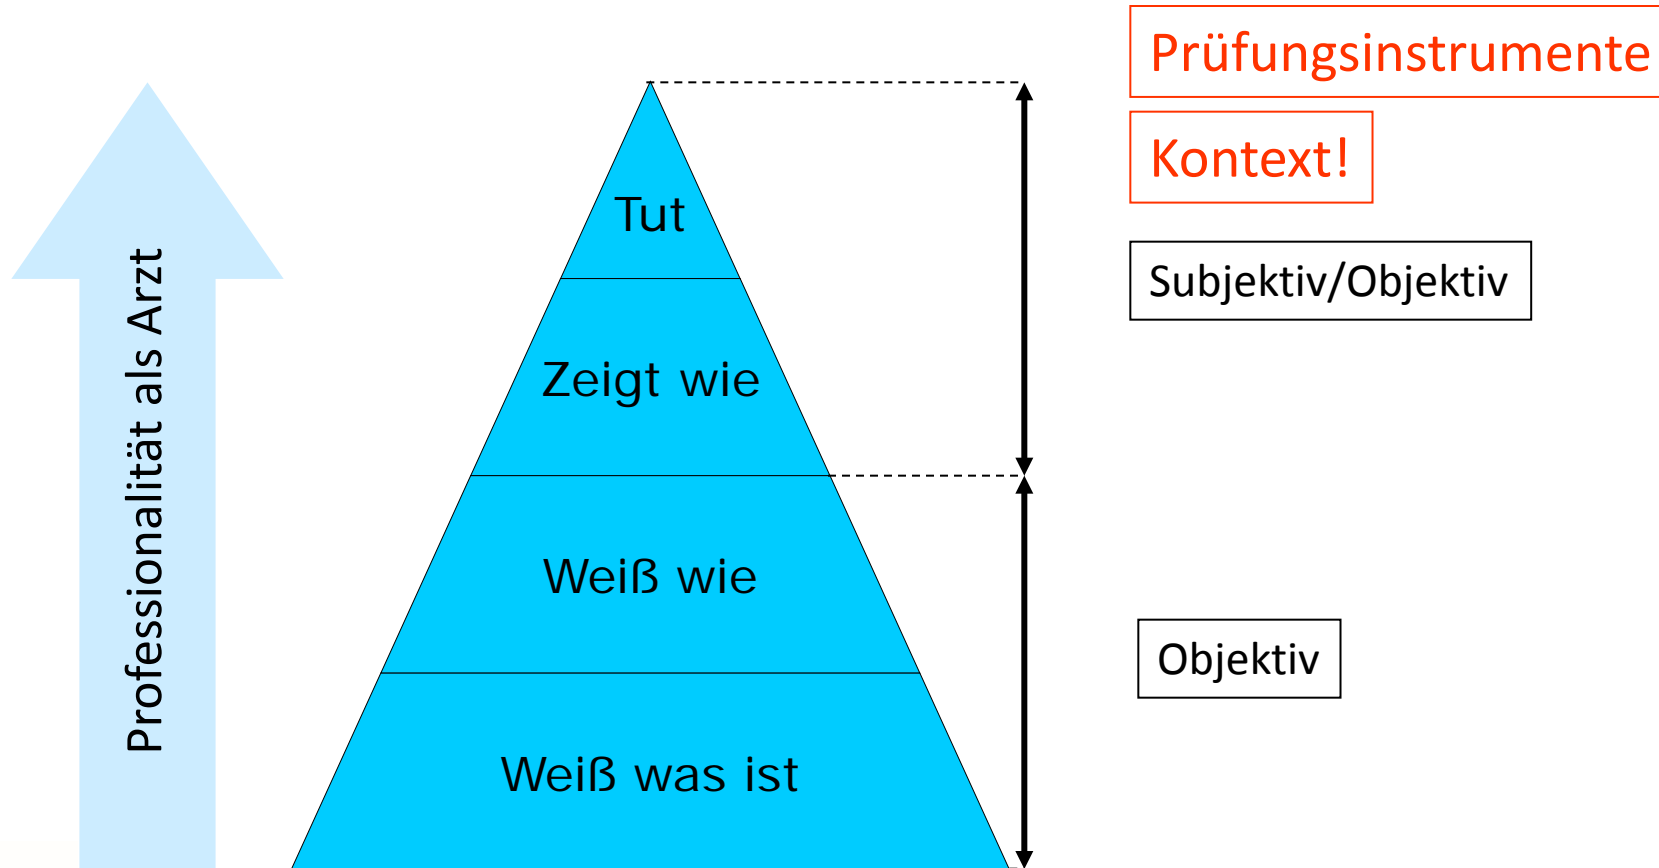 Prüfungsinstrumente
Kontext!
Subjektiv/Objektiv
Objektiv
Tut
Zeigt wie
Weiß wie
Weiß was ist
Professionalität als Arzt